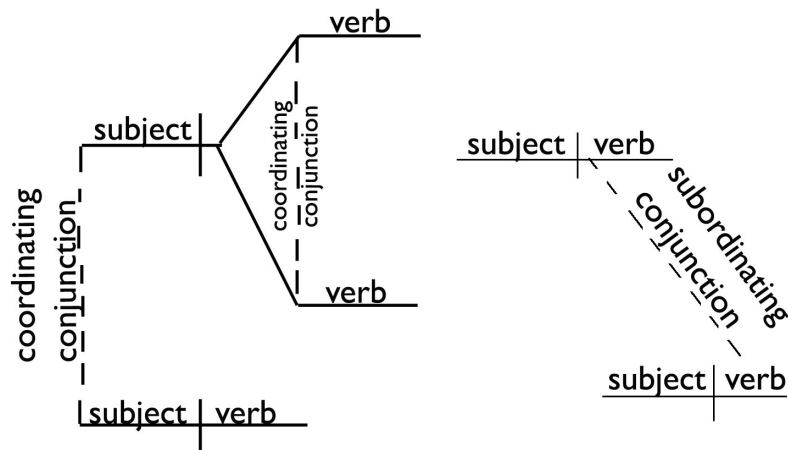 verb
subject
coordinating
conjunction
verb
coordinating
conjunction
subject verb
subject verb
subordinating
conjunction
subject verb